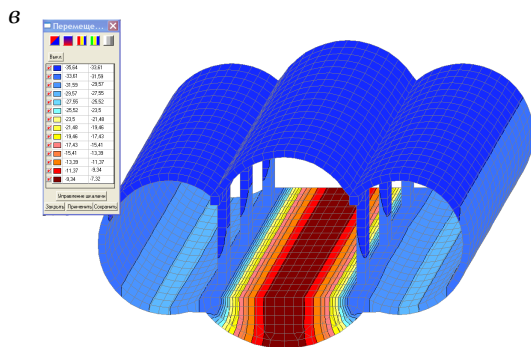 в
Перемеще...
Выкл
-35,64 -33,61
-33,61 -31,59
-31,59 -29,57
-29,57 -27,55
-27,55 -25,52
-25,52 -23,5
-23,5 -21,48
-21,48 -19,46
-19,46 -17,43
-17,43 -15,41
-15,41 -13,39
-13,39 -11,37
-11,37 -9,34
-9,34 -7,32
Управление шкалами
Закрыть Применить Сохранить